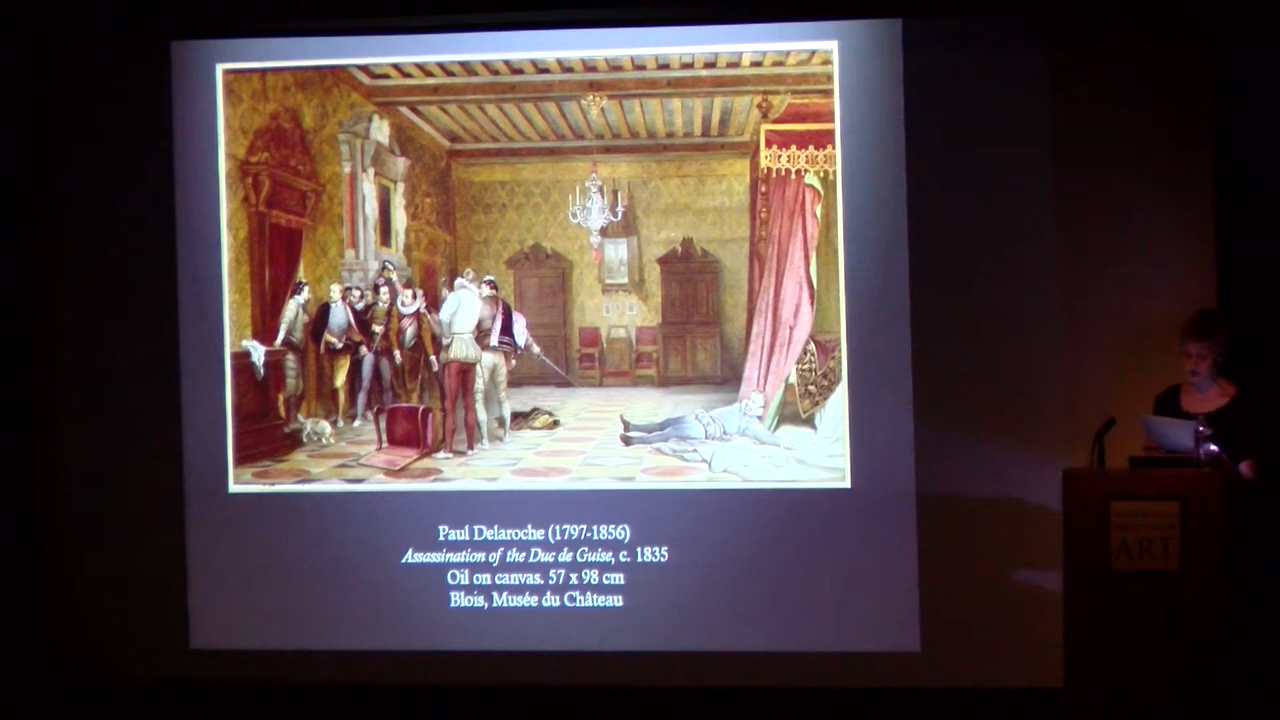 Paul Delaroche (1797-1856)
Assassination of the Duc de Guise, c. 1835
Oil on canvas. 57 x 98 cm
Blois, Musée du Château
ART